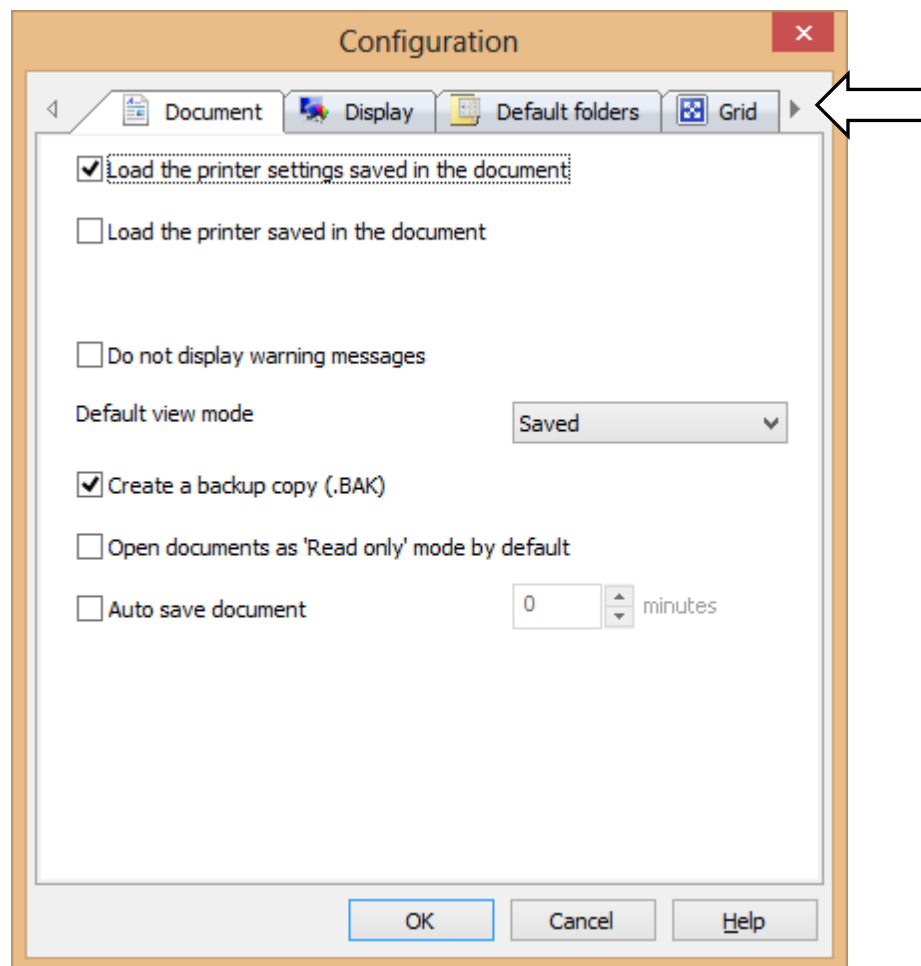 Configuration
Document Display Default folders Grid
Load the printer settings saved in the document
Load the printer saved in the document
Do not display warning messages
Default view mode Saved
Create a backup copy (.BAK)
Open documents as 'Read only' mode by default
Auto save document 0 minutes
OK Cancel Help